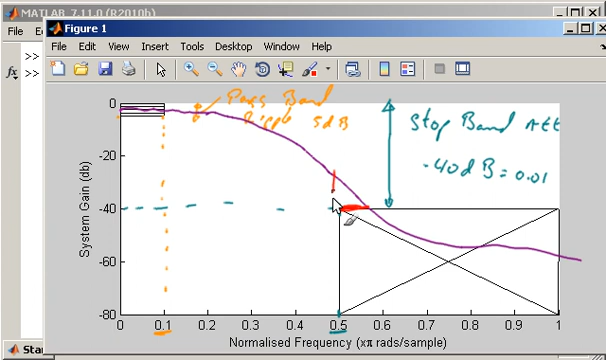 MATLAB 7.11.0 (R2010b)
File
Figure 1
File Edit View Insert Tools Desktop Window Help
>>
fx >>
Pass Band
Ripple 5dB
Stop Band Att
-40dB = 0.01
System Gain (db)
0
-20
-40
-60
-80
0 0.1 0.2 0.3 0.4 0.5 0.6 0.7 0.8 0.9 1
Normalised Frequency (xπ rads/sample)
Star